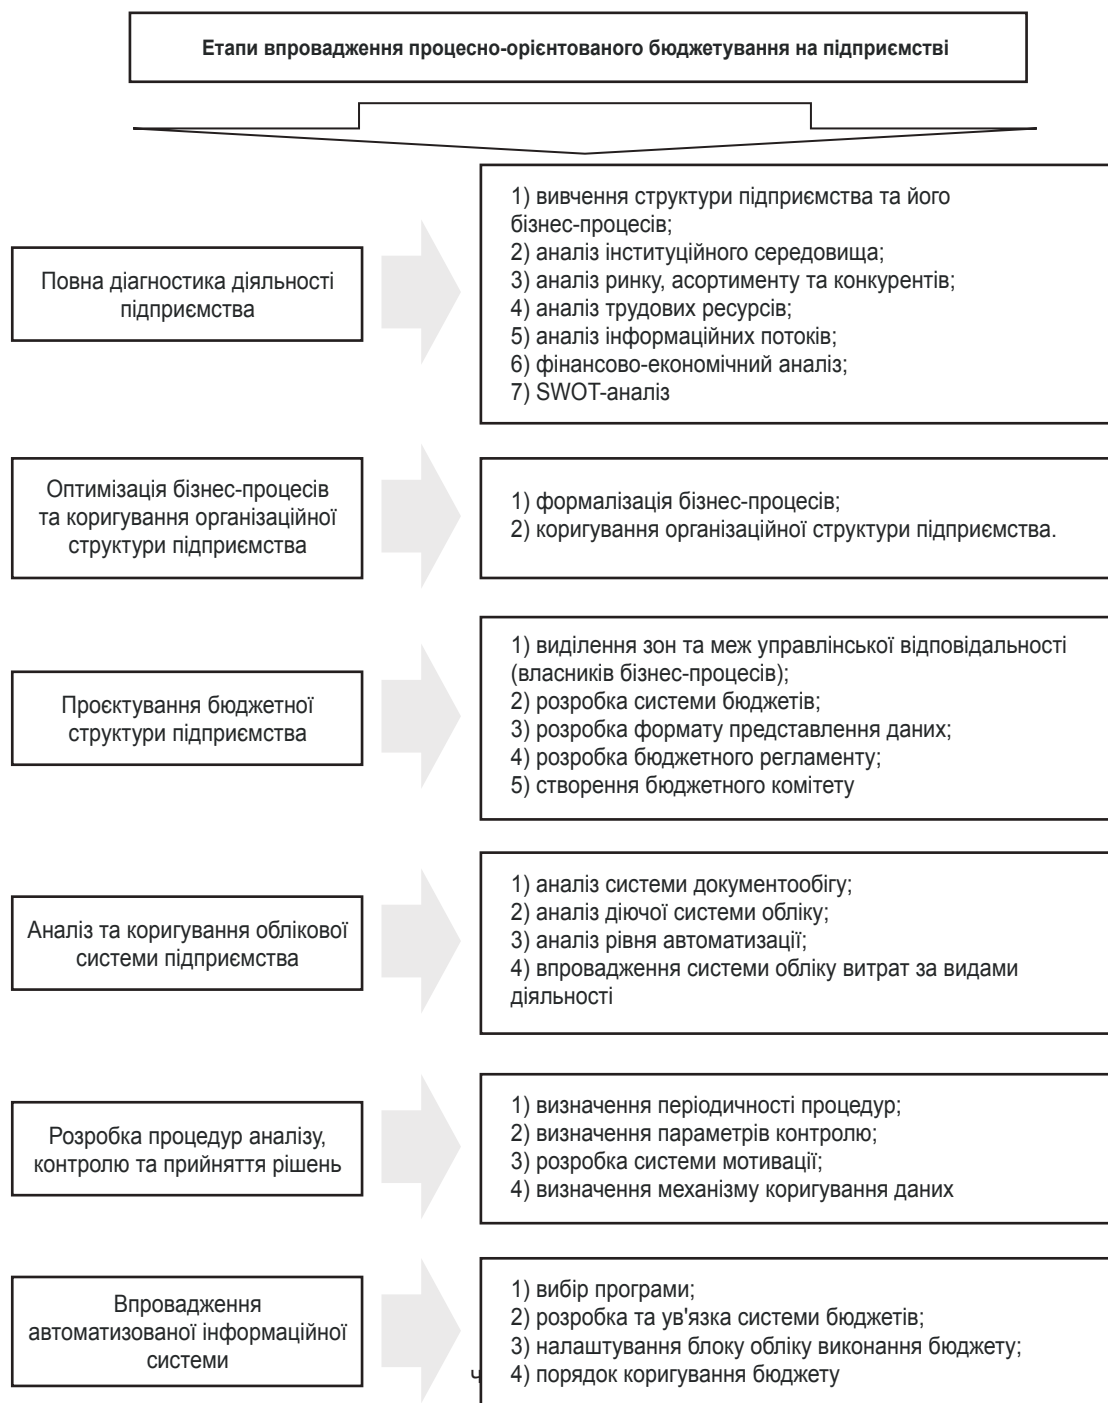 Етапи впровадження процесно-орієнтованого бюджетування на підприємстві
Повна діагностика діяльності
підприємства
1) вивчення структури підприємства та його
бізнес-процесів;
2) аналіз інституційного середовища;
3) аналіз ринку, асортименту та конкурентів;
4) аналіз трудових ресурсів;
5) аналіз інформаційних потоків;
6) фінансово-економічний аналіз;
7) SWOT-аналіз
Оптимізація бізнес-процесів
та коригування організаційної
структури підприємства
1) формалізація бізнес-процесів;
2) коригування організаційної структури підприємства.
Проєктування бюджетної
структури підприємства
1) виділення зон та меж управлінської відповідальності
(власників бізнес-процесів);
2) розробка системи бюджетів;
3) розробка формату представлення даних;
4) розробка бюджетного регламенту;
5) створення бюджетного комітету
Аналіз та коригування облікової
системи підприємства
1) аналіз системи документообігу;
2) аналіз діючої системи обліку;
3) аналіз рівня автоматизації;
4) впровадження системи обліку витрат за видами
діяльності
Розробка процедур аналізу,
контролю та прийняття рішень
1) визначення періодичності процедур;
2) визначення параметрів контролю;
3) розробка системи мотивації;
4) визначення механізму коригування даних
Впровадження
автоматизованої інформаційної
системи
1) вибір програми;
2) розробка та ув'язка системи бюджетів;
3) налаштування блоку обліку виконання бюджету;
4) порядок коригування бюджету